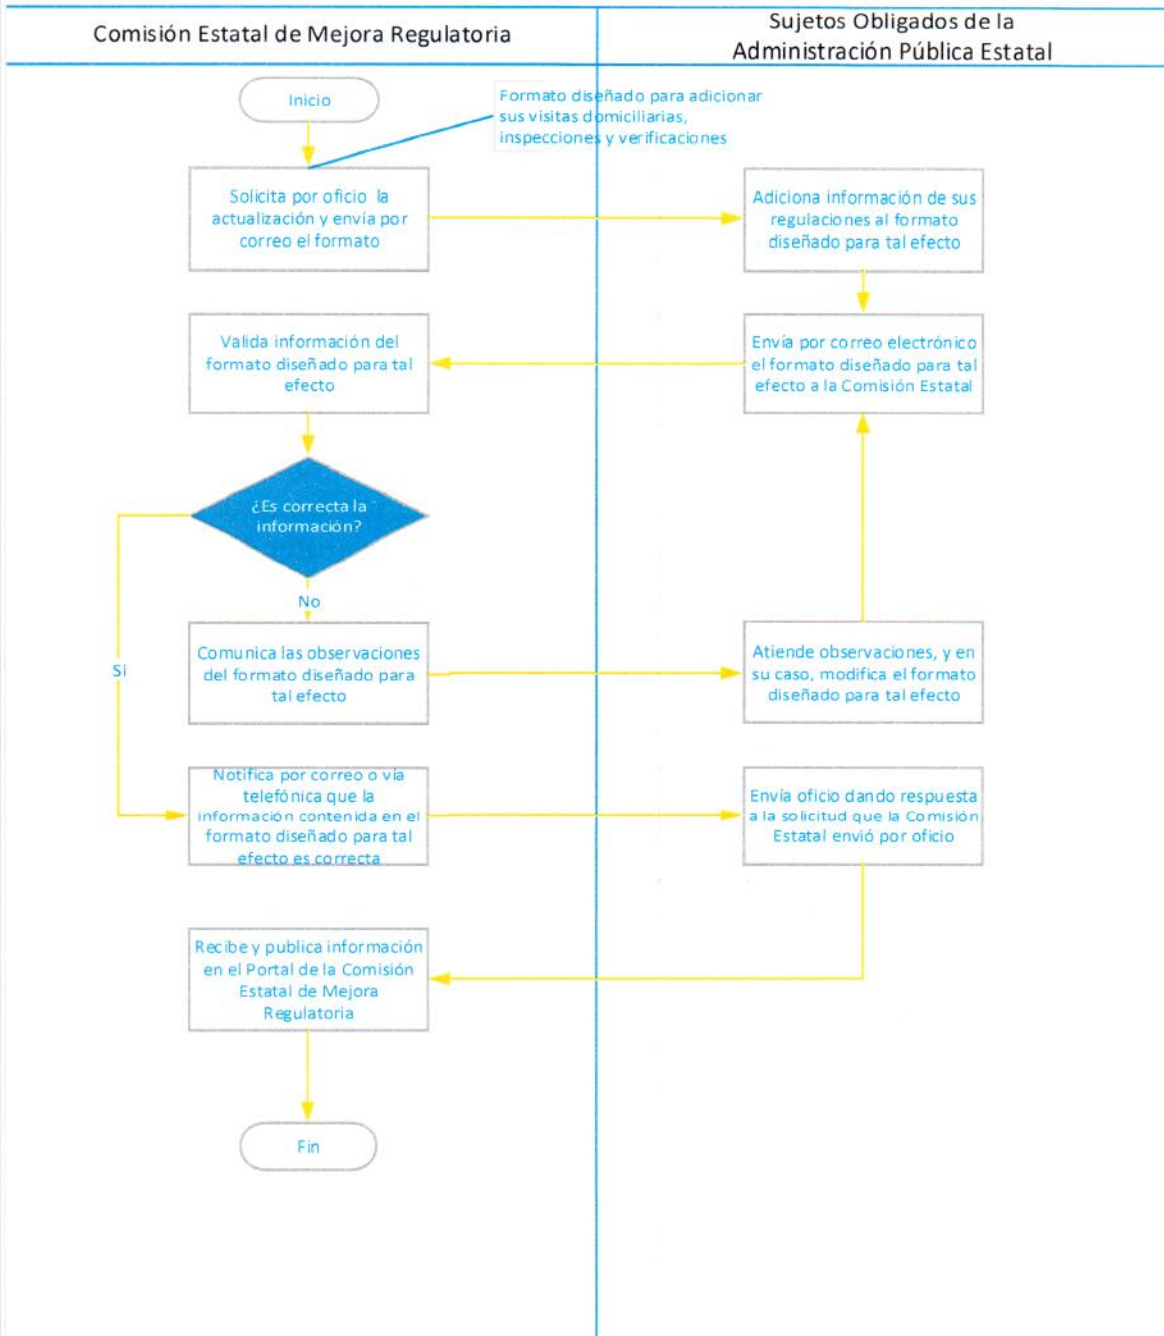 Comisión Estatal de Mejora Regulatoria
Sujetos Obligados de la
Administración Pública Estatal
Inicio
Formato diseñado para adicionar
sus visitas domiciliarias,
inspecciones y verificaciones
Solicita por oficio la
actualización y envía por
correo el formato
Adiciona información de sus
regulaciones al formato
diseñado para tal efecto
Valida información del
formato diseñado para tal
efecto
Envía por correo electrónico
el formato diseñado para tal
efecto a la Comisión Estatal
¿Es correcta la
información?
No
Si
Comunica las observaciones
del formato diseñado para
tal efecto
Atiende observaciones, y en
su caso, modifica el formato
diseñado para tal efecto
Notifica por correo o vía
telefónica que la
información contenida en el
formato diseñado para tal
efecto es correcta
Envía oficio dando respuesta
a la solicitud que la Comisión
Estatal envió por oficio
Recibe y publica información
en el Portal de la Comisión
Estatal de Mejora
Regulatoria
Fin